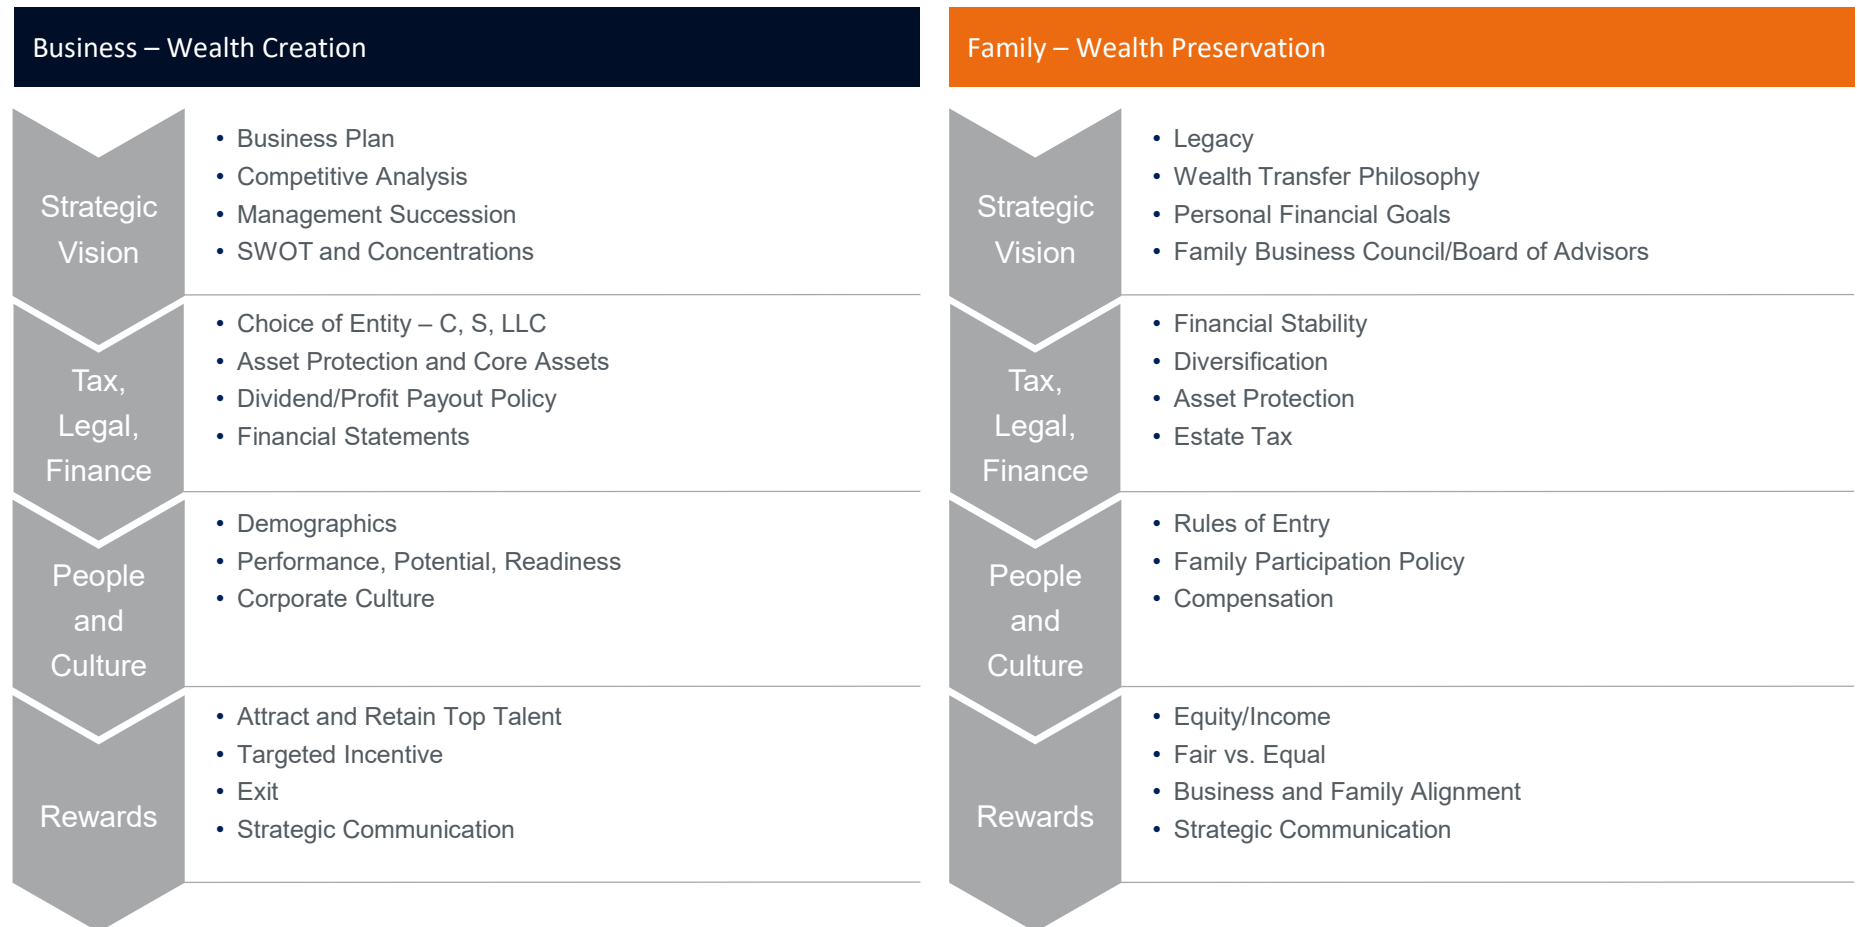 Business – Wealth Creation
Strategic
Vision
• Business Plan
• Competitive Analysis
• Management Succession
• SWOT and Concentrations
Tax,
Legal,
Finance
• Choice of Entity – C, S, LLC
• Asset Protection and Core Assets
• Dividend/Profit Payout Policy
• Financial Statements
People
and
Culture
• Demographics
• Performance, Potential, Readiness
• Corporate Culture
Rewards
• Attract and Retain Top Talent
• Targeted Incentive
• Exit
• Strategic Communication
Family – Wealth Preservation
Strategic
Vision
• Legacy
• Wealth Transfer Philosophy
• Personal Financial Goals
• Family Business Council/Board of Advisors
Tax,
Legal,
Finance
• Financial Stability
• Diversification
• Asset Protection
• Estate Tax
People
and
Culture
• Rules of Entry
• Family Participation Policy
• Compensation
Rewards
• Equity/Income
• Fair vs. Equal
• Business and Family Alignment
• Strategic Communication